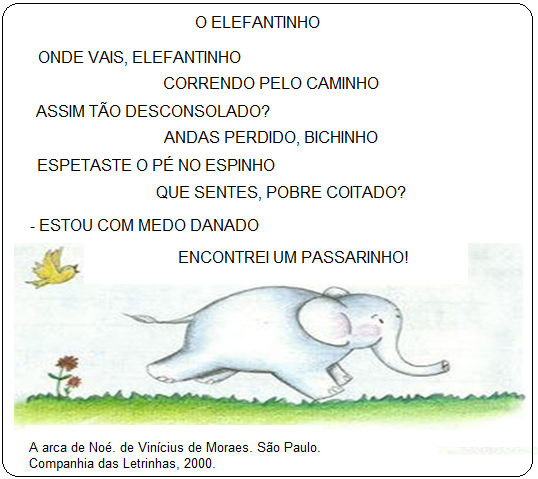 O ELEFANTINHO
ONDE VAIS, ELEFANTINHO
CORRENDO PELO CAMINHO
ASSIM TÃO DESCONSOLADO?
ANDAS PERDIDO, BICHINHO
ESPETASTE O PÉ NO ESPINHO
QUE SENTES, POBRE COITADO?
- ESTOU COM MEDO DANADO
ENCONTREI UM PASSARINHO!
A arca de Noé. de Vinícius de Moraes. São Paulo.
Companhia das Letrinhas, 2000.